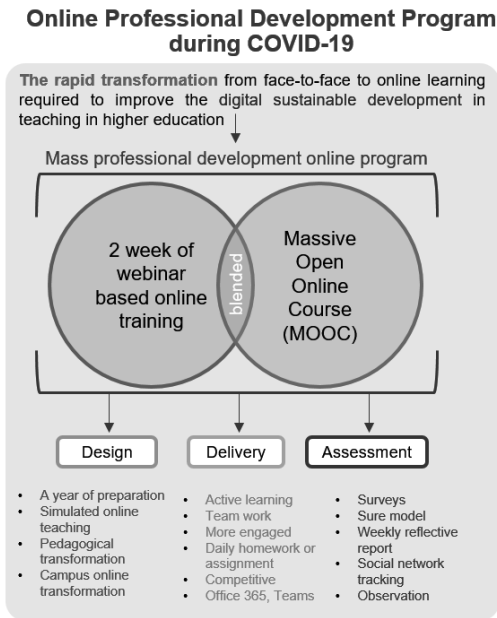 Online Professional Development Program
during COVID-19
The rapid transformation from face-to-face to online learning
required to improve the digital sustainable development in
teaching in higher education
Mass professional development online program
2 week of
webinar
based online
training
blended
Massive
Open
Online
Course
(MOOC)
Design
• A year of preparation
• Simulated online
teaching
• Pedagogical
transformation
• Campus online
transformation
Delivery
• Active learning
• Team work
• More engaged
• Daily homework or
assignment
• Competitive
• Office 365, Teams
Assessment
• Surveys
• Sure model
• Weekly reflective
report
• Social network
tracking
• Observation